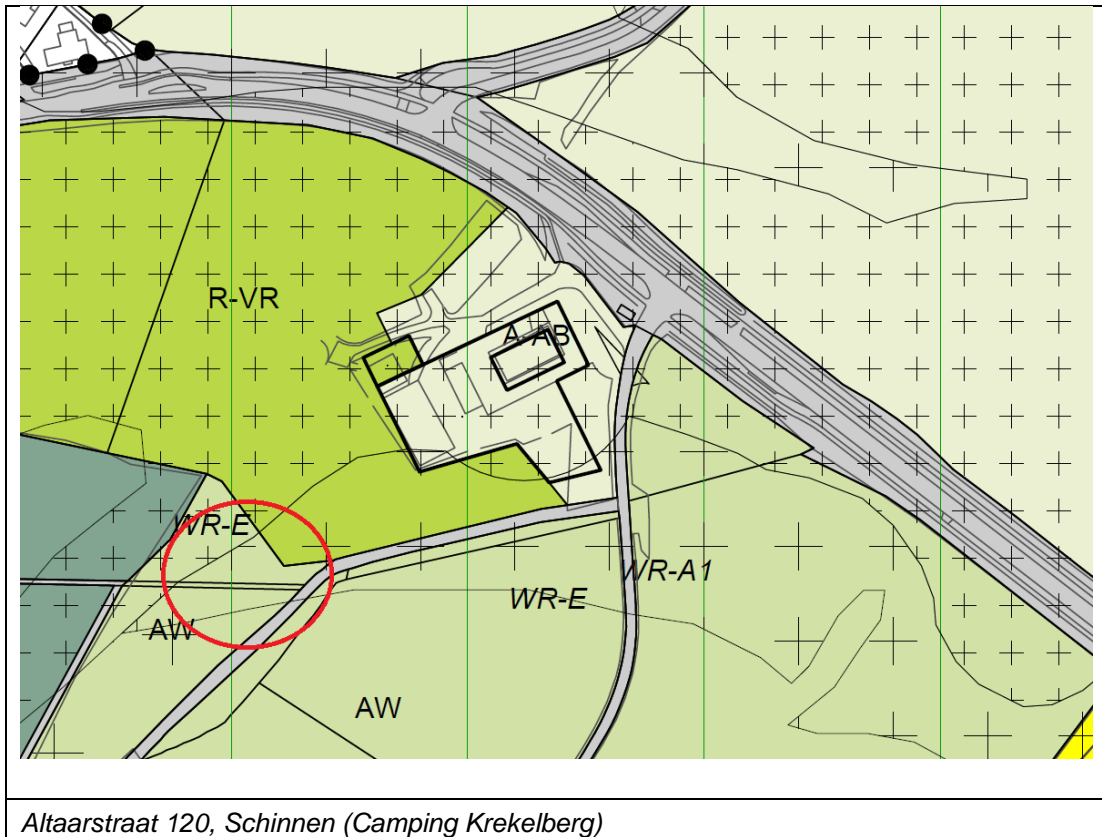 R-VR
A-AB
WR-E
WR-E
WR-A1
AW
AW
Altaarstraat 120, Schinnen (Camping Krekelberg)